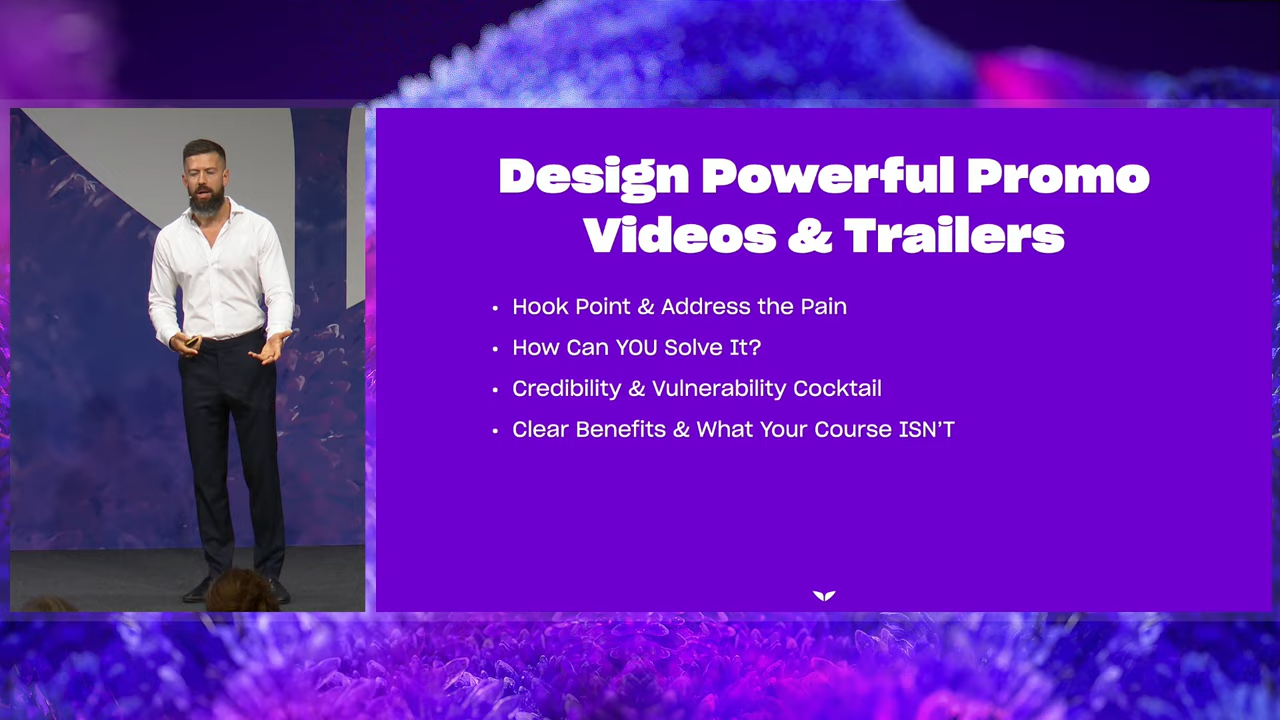 Design Powerful Promo
Videos & Trailers
• Hook Point & Address the Pain
• How Can YOU Solve It?
• Credibility & Vulnerability Cocktail
• Clear Benefits & What Your Course ISN'T